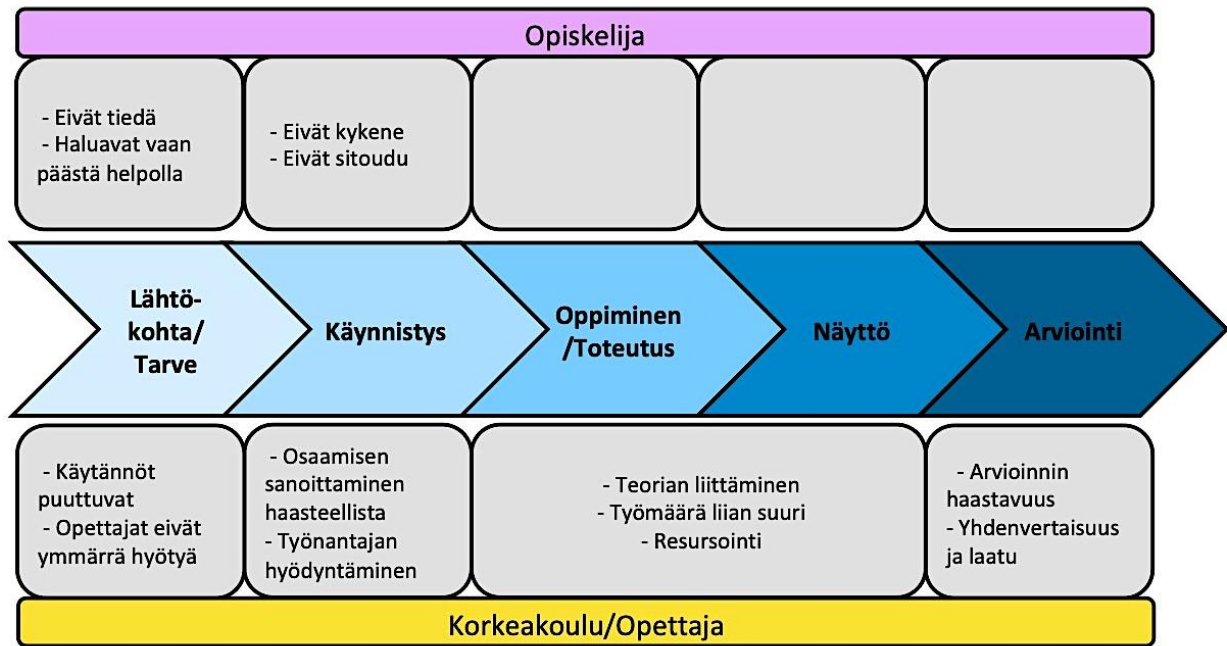 Opiskelija
- Eivät tiedä
- Haluavat vaan
päästä helpolla
- Eivät kykene
- Eivät sitoudu
Lähtö-
kohta/
Tarve
Käynnistys
Oppiminen
/Toteutus
Näyttö
Arviointi
- Käytännöt
puuttuvat
- Opettajat eivät
ymmärrä hyötyä
- Osaamisen
sanoittaminen
haasteellista
- Työnantajan
hyödyntäminen
- Teorian liittäminen
- Työmäärä liian suuri
- Resursointi
- Arvioinnin
haastavuus
- Yhdenvertaisuus
ja laatu
Korkeakoulu/Opettaja